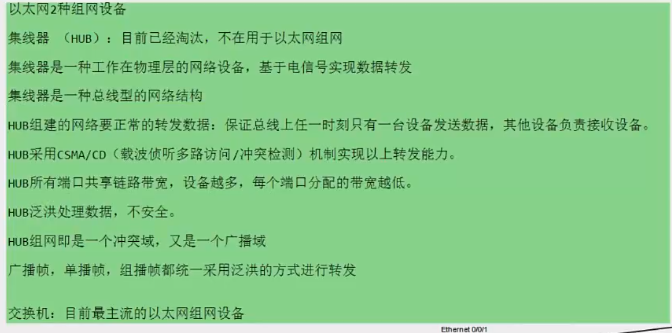 以太网2种组网设备
集线器 （HUB）：目前已经淘汰，不在用于以太网组网
集线器是一种工作在物理层的网络设备，基于电信号实现数据转发
集线器是一种总线型的网络结构
HUB组建的网络要正常的转发数据：保证总线上任一时刻只有一台设备发送数据，其他设备负责接收设备。
HUB采用CSMA/CD（载波侦听多路访问/冲突检测）机制实现以上转发能力。
HUB所有端口共享链路带宽，设备越多，每个端口分配的带宽越低。
HUB泛洪处理数据，不安全。
HUB组网即是一个冲突域，又是一个广播域
广播帧，单播帧，组播帧都统一采用泛洪的方式进行转发
交换机：目前最主流的以太网组网设备
Ethernet 0/0/1